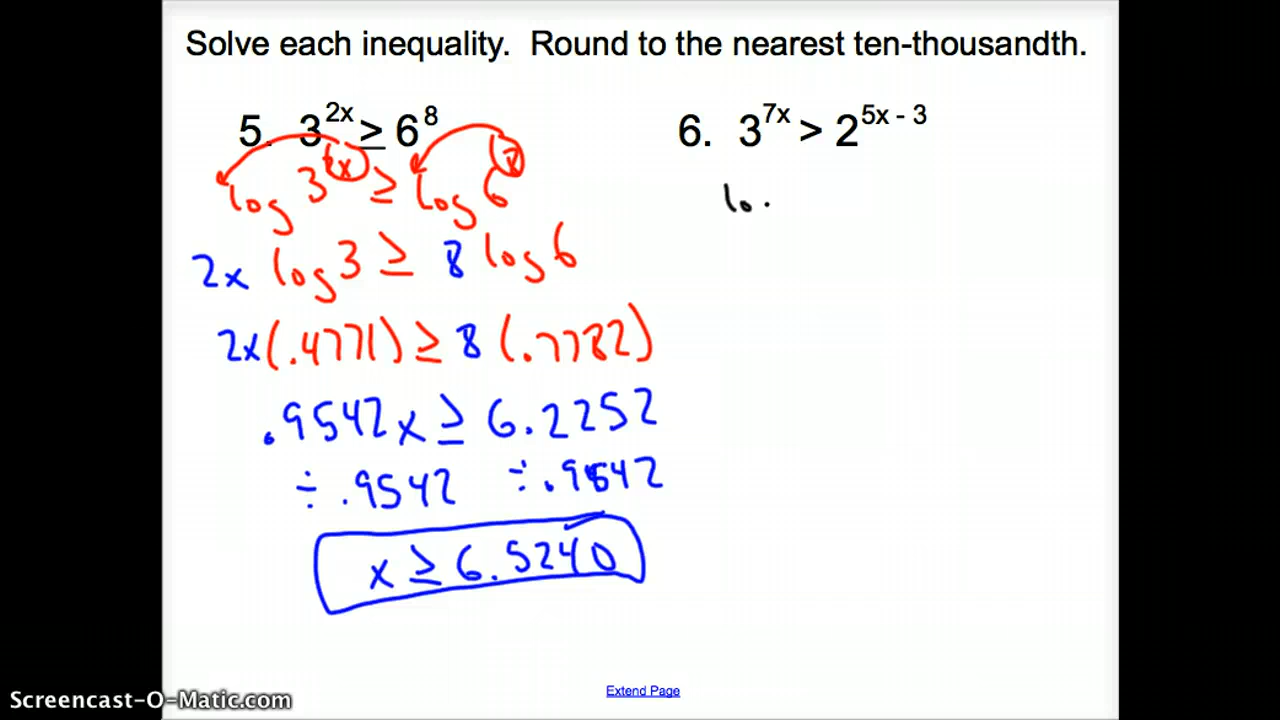 Solve each inequality. Round to the nearest ten-thousandth.
5. 3^{2x} ≥ 6^8
log 3^{2x} ≥ log 6^8
2x log 3 ≥ 8 log 6
2x (.4771) ≥ 8 (.7782)
.9542x ≥ 6.2252
÷ .9542 ÷ .9542
x ≥ 6.5240
6. 3^{7x} > 2^{5x - 3}
lo.
Extend Page
Screencast-O-Matic.com